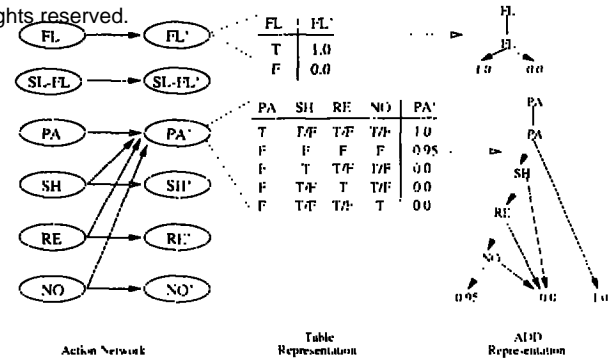 ghts reserved.
FL FL'
SL-FL SL-FL'
PA PA'
SH SH'
RE RE'
NO NO'
Action Network
FL FL'
T 1.0
F 0.0
PA SH RE NO PA'
T T/F T/F T/F 1.0
F F F F 0.95
F T T/F T/F 0.0
F T/F T T/F 0.0
F T/F T/F T 0.0
Table
Representation
FL
FL
1.0 0.0
PA
PA
SH
RE
NO
0.95 0.0 1.0
ADD
Representation